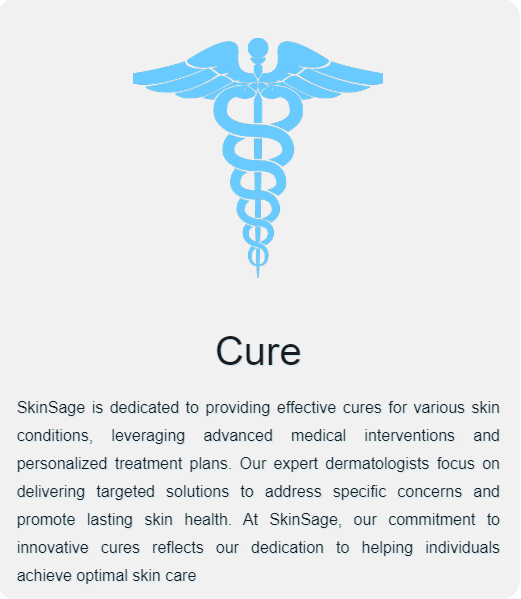 Cure
SkinSage is dedicated to providing effective cures for various skin
conditions, leveraging advanced medical interventions and
personalized treatment plans. Our expert dermatologists focus on
delivering targeted solutions to address specific concerns and
promote lasting skin health. At SkinSage, our commitment to
innovative cures reflects our dedication to helping individuals
achieve optimal skin care